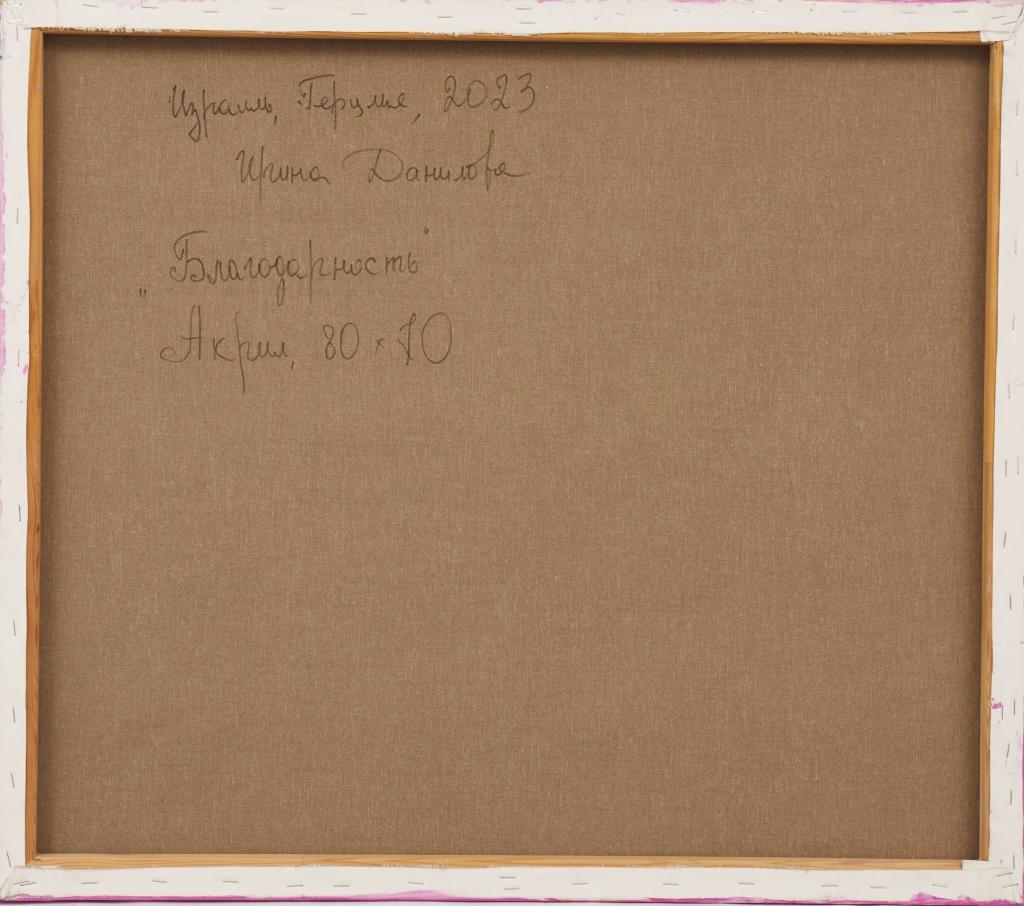 Израиль, Герцлия, 2023
Ирина Данилова
"Благодарность"
Акрил, 80 × 70